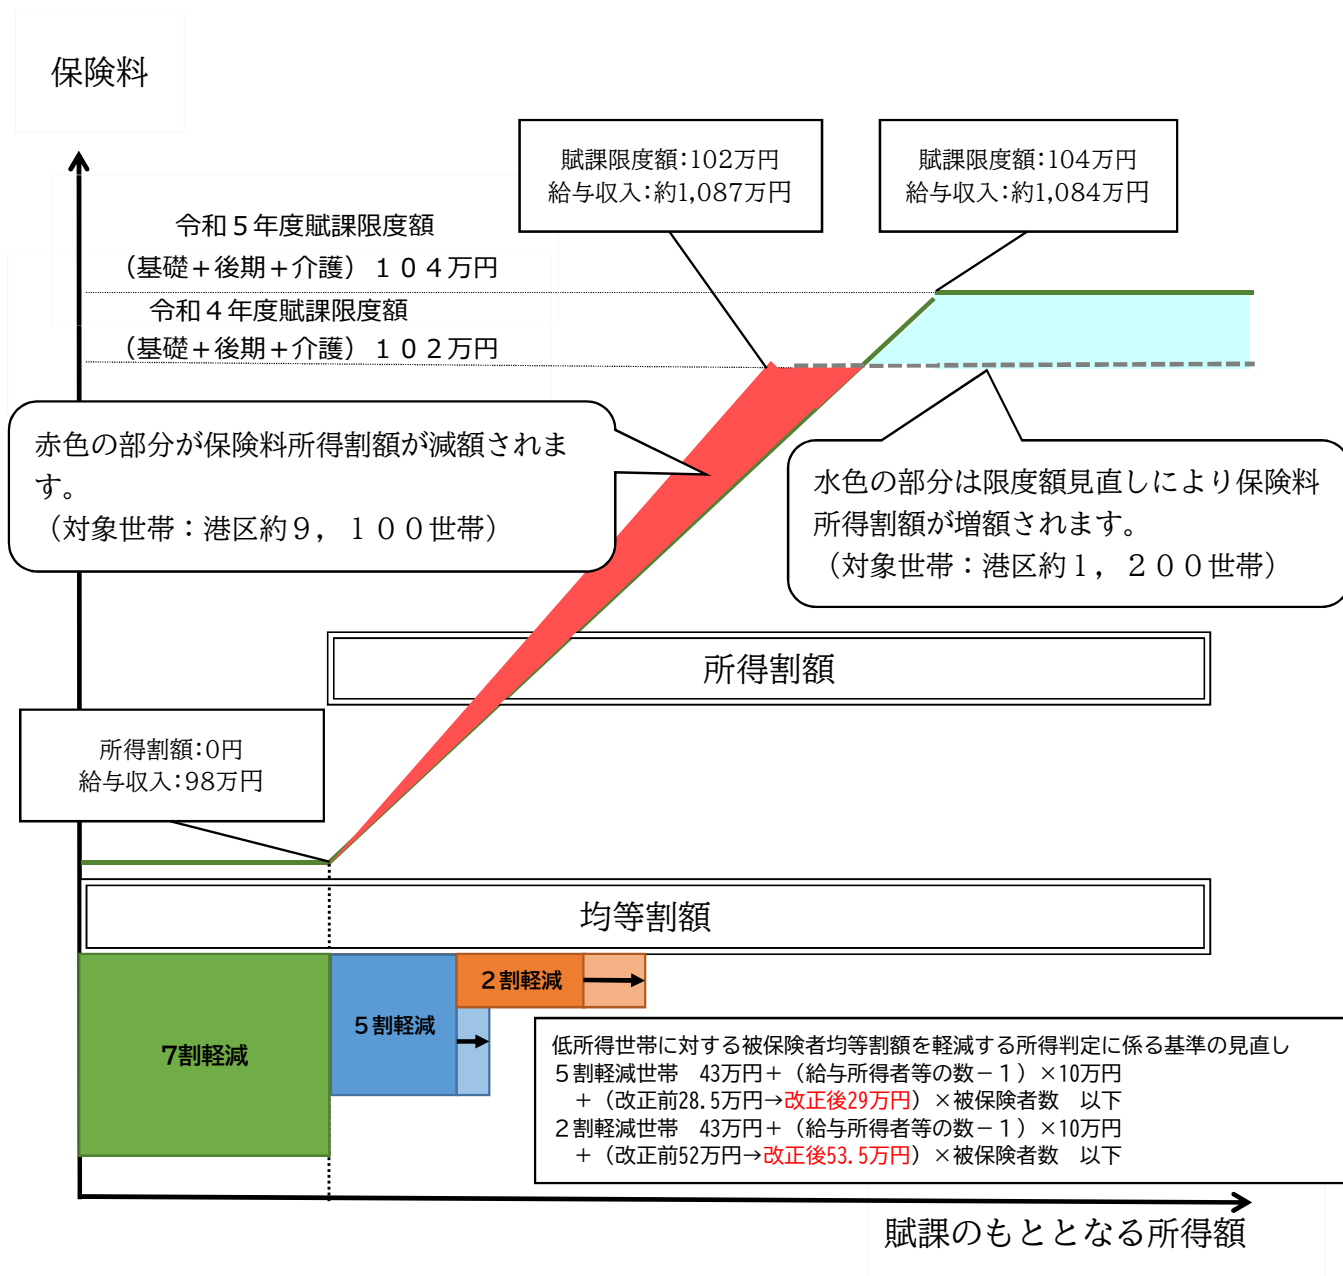 保険料
賦課限度額:102万円
給与収入:約1,087万円
賦課限度額:104万円
給与収入:約1,084万円
令和5年度賦課限度額
（基礎+後期+介護）１０４万円
令和4年度賦課限度額
（基礎+後期+介護）１０２万円
赤色の部分が保険料所得割額が減額されま
す。
（対象世帯：港区約９，１００世帯）
水色の部分は限度額見直しにより保険料
所得割額が増額されます。
（対象世帯：港区約１，２００世帯）
所得割額
所得割額:0円
給与収入:98万円
均等割額
7割軽減
５割軽減
２割軽減
低所得世帯に対する被保険者均等割額を軽減する所得判定に係る基準の見直し
５割軽減世帯　43万円＋（給与所得者等の数－１）×10万円
＋（改正前28.5万円→改正後29万円）×被保険者数　以下
２割軽減世帯　43万円＋（給与所得者等の数－１）×10万円
＋（改正前52万円→改正後53.5万円）×被保険者数　以下
賦課のもととなる所得額